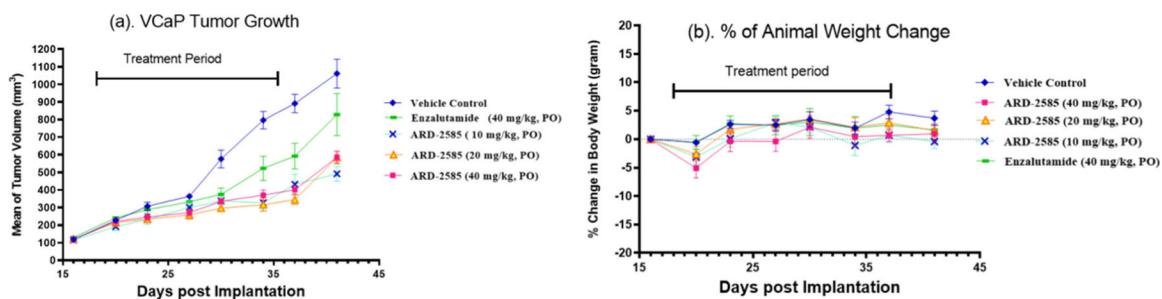 (a). VCaP Tumor Growth
Mean of Tumor Volume (mm³)
1200
1100
1000
900
800
700
600
500
400
300
200
100
0
Treatment Period
15
25
35
45
Days post Implantation
Vehicle Control
Enzalutamide (40 mg/kg, PO)
ARD-2585 (10 mg/kg, PO)
ARD-2585 (20 mg/kg, PO)
ARD-2585 (40 mg/kg, PO)
(b). % of Animal Weight Change
% Change in Body Weight (gram)
20
15
10
5
0
-5
-10
-15
-20
Treatment period
15
25
35
45
Days post Implantation
Vehicle Control
ARD-2585 (40 mg/kg, PO)
ARD-2585 (20 mg/kg, PO)
ARD-2585 (10 mg/kg, PO)
Enzalutamide (40 mg/kg, PO)